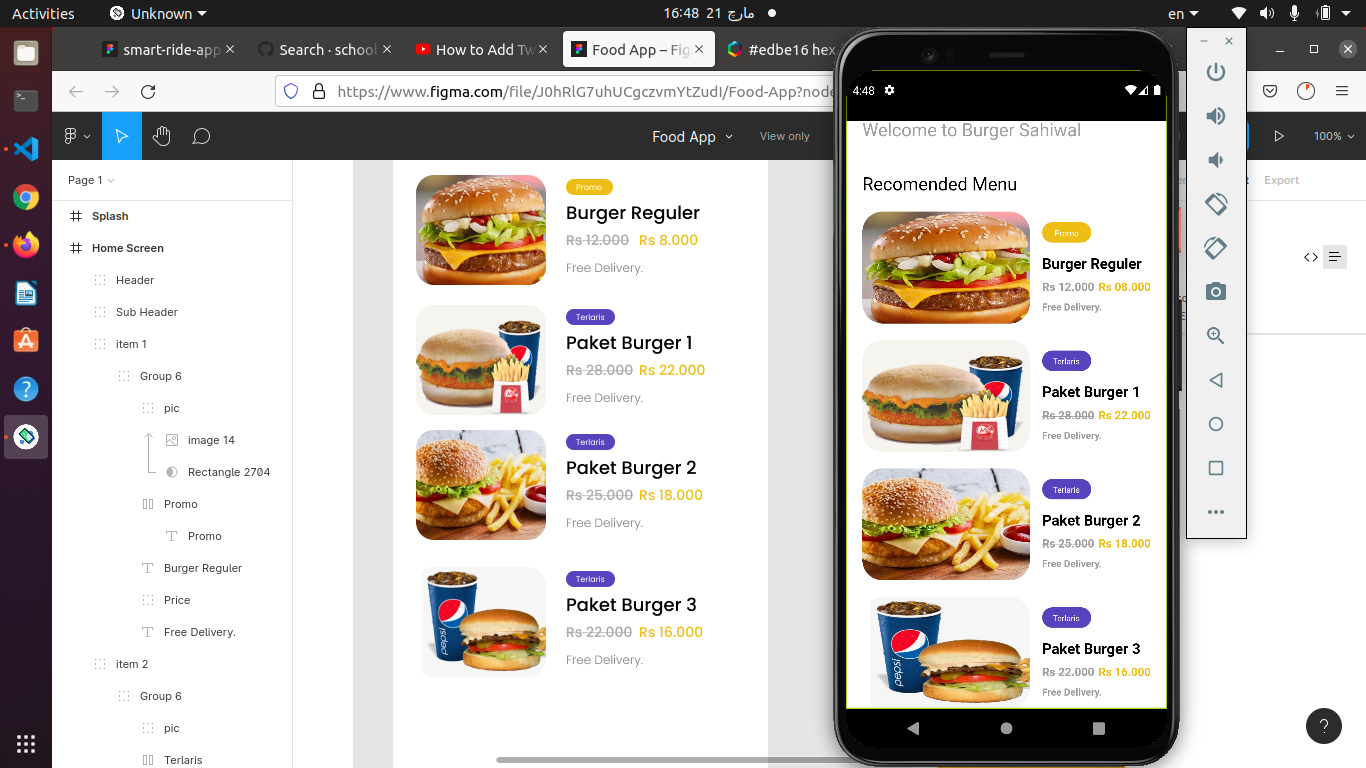 Activities
Unknown
16:48 21 مارچ
en
smart-ride-app
Search · school
How to Add Tw
Food App – Fig
#edbe16 hex
https://www.figma.com/file/J0hRlG7uhUCgczvmYtZudI/Food-App?node
Food App
View only
100%
Page 1
Export
Splash
Home Screen
Header
Sub Header
item 1
Group 6
pic
image 14
Rectangle 2704
Promo
Promo
Burger Reguler
Price
Free Delivery.
item 2
Group 6
pic
Terlaris
Promo
Burger Reguler
Rs 12.000 Rs 8.000
Free Delivery.
Terlaris
Paket Burger 1
Rs 28.000 Rs 22.000
Free Delivery.
Terlaris
Paket Burger 2
Rs 25.000 Rs 18.000
Free Delivery.
Terlaris
Paket Burger 3
Rs 22.000 Rs 16.000
Free Delivery.
pepsi
4:48
Welcome to Burger Sahiwal
Recomended Menu
Promo
Burger Reguler
Rs 12.000 Rs 08.000
Free Delivery.
Terlaris
Paket Burger 1
Rs 28.000 Rs 22.000
Free Delivery.
Terlaris
Paket Burger 2
Rs 25.000 Rs 18.000
Free Delivery.
Terlaris
Paket Burger 3
Rs 22.000 Rs 16.000
Free Delivery.
pepsi